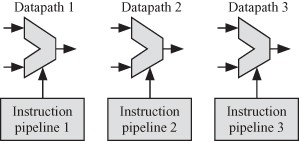 Datapath 1
Datapath 2
Datapath 3
Instruction
pipeline 1
Instruction
pipeline 2
Instruction
pipeline 3